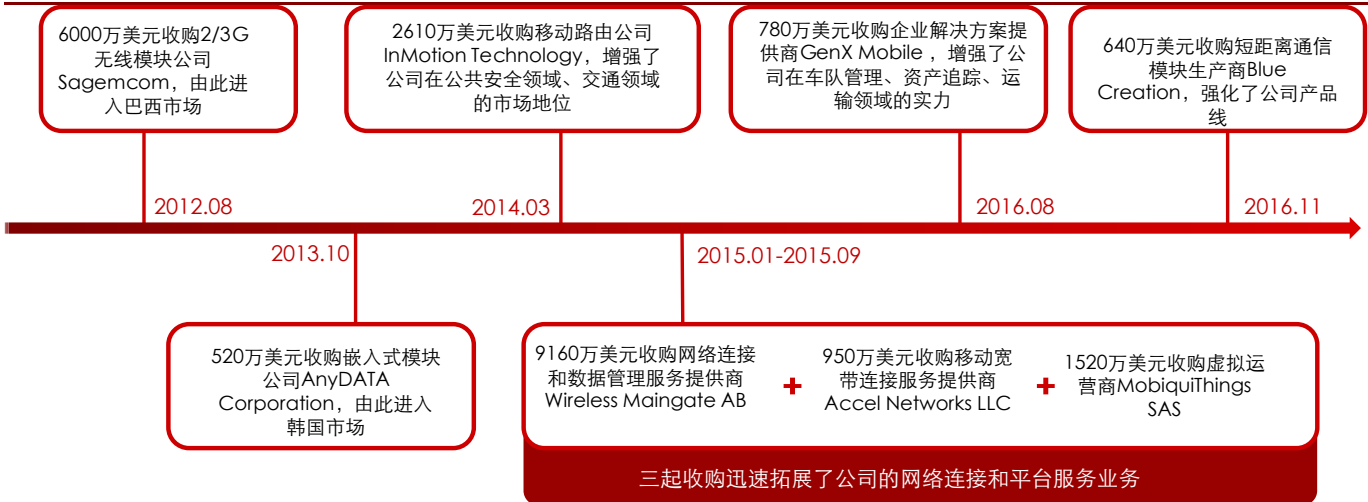 6000万美元收购2/3G
无线模块公司
Sagemcom，由此进
入巴西市场
2610万美元收购移动路由公司
InMotion Technology，增强了
公司在公共安全领域、交通领域
的市场地位
780万美元收购企业解决方案提
供商GenX Mobile ，增强了公
司在车队管理、资产追踪、运
输领域的实力
640万美元收购短距离通信
模块生产商Blue
Creation，强化了公司产品
线
2012.08
2014.03
2016.08
2016.11
2013.10
2015.01-2015.09
520万美元收购嵌入式模块
公司AnyDATA
Corporation，由此进入
韩国市场
9160万美元收购网络连接
和数据管理服务提供商
Wireless Maingate AB
+
950万美元收购移动宽
带连接服务提供商
Accel Networks LLC
+
1520万美元收购虚拟运
营商MobiquiThings
SAS
三起收购迅速拓展了公司的网络连接和平台服务业务